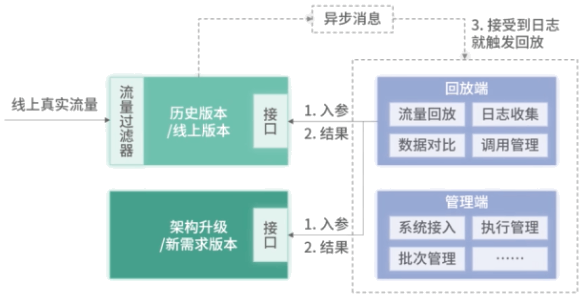 异步消息
3. 接受到日志
就触发回放
线上真实流量
流量过滤器
历史版本
/线上版本
接口
1. 入参
2. 结果
回放端
流量回放
日志收集
数据对比
调用管理
架构升级
/新需求版本
接口
1. 入参
2. 结果
管理端
系统接入
执行管理
批次管理
……